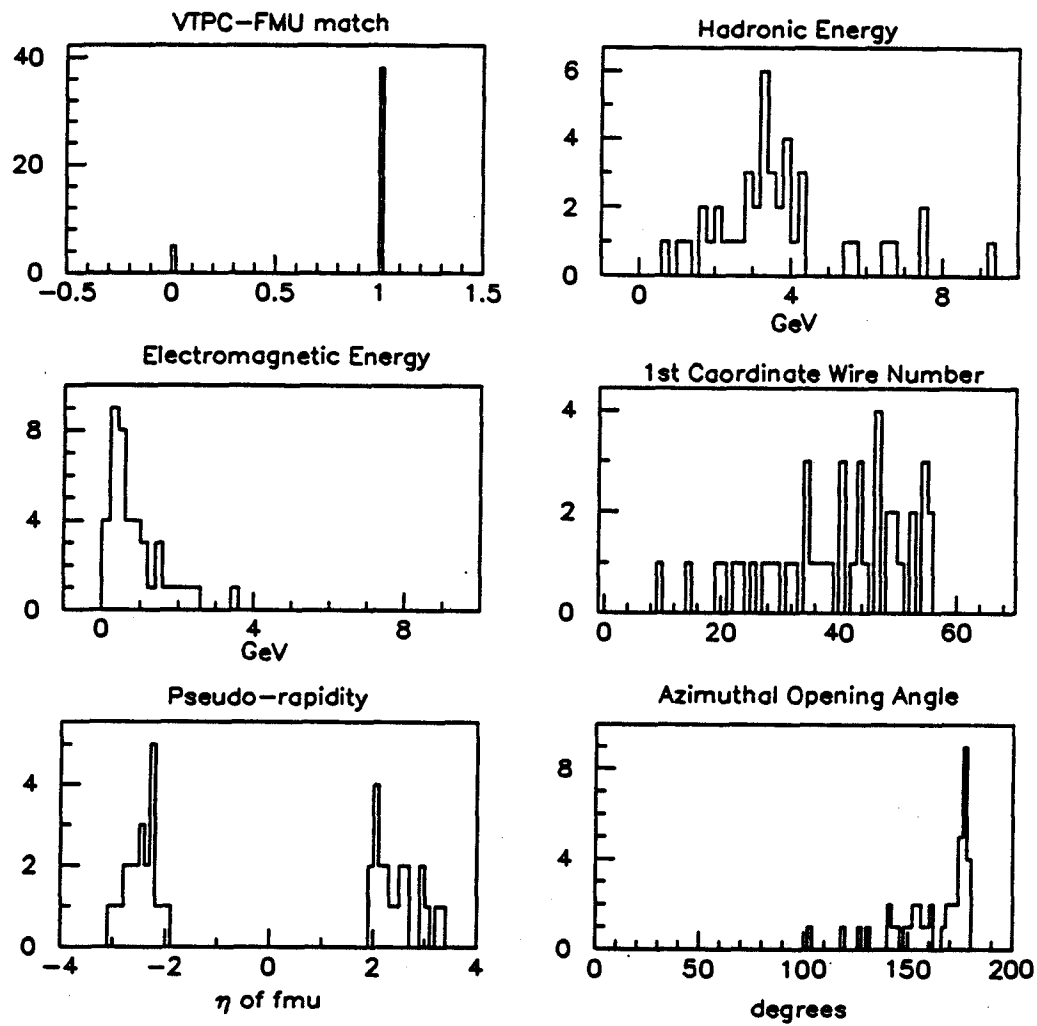 VTPC-FMU match
40
20
0
-0.5 0 0.5 1 1.5
Hadronic Energy
6
4
2
0
0 4 8
GeV
Electromagnetic Energy
8
4
0
0 4 8
GeV
1st Caordinate Wire Number
4
2
0
0 20 40 60
Pseudo-rapidity
4
2
0
-4 -2 0 2 4
η of fmu
Azimuthal Opening Angle
8
4
0
0 50 100 150 200
degrees